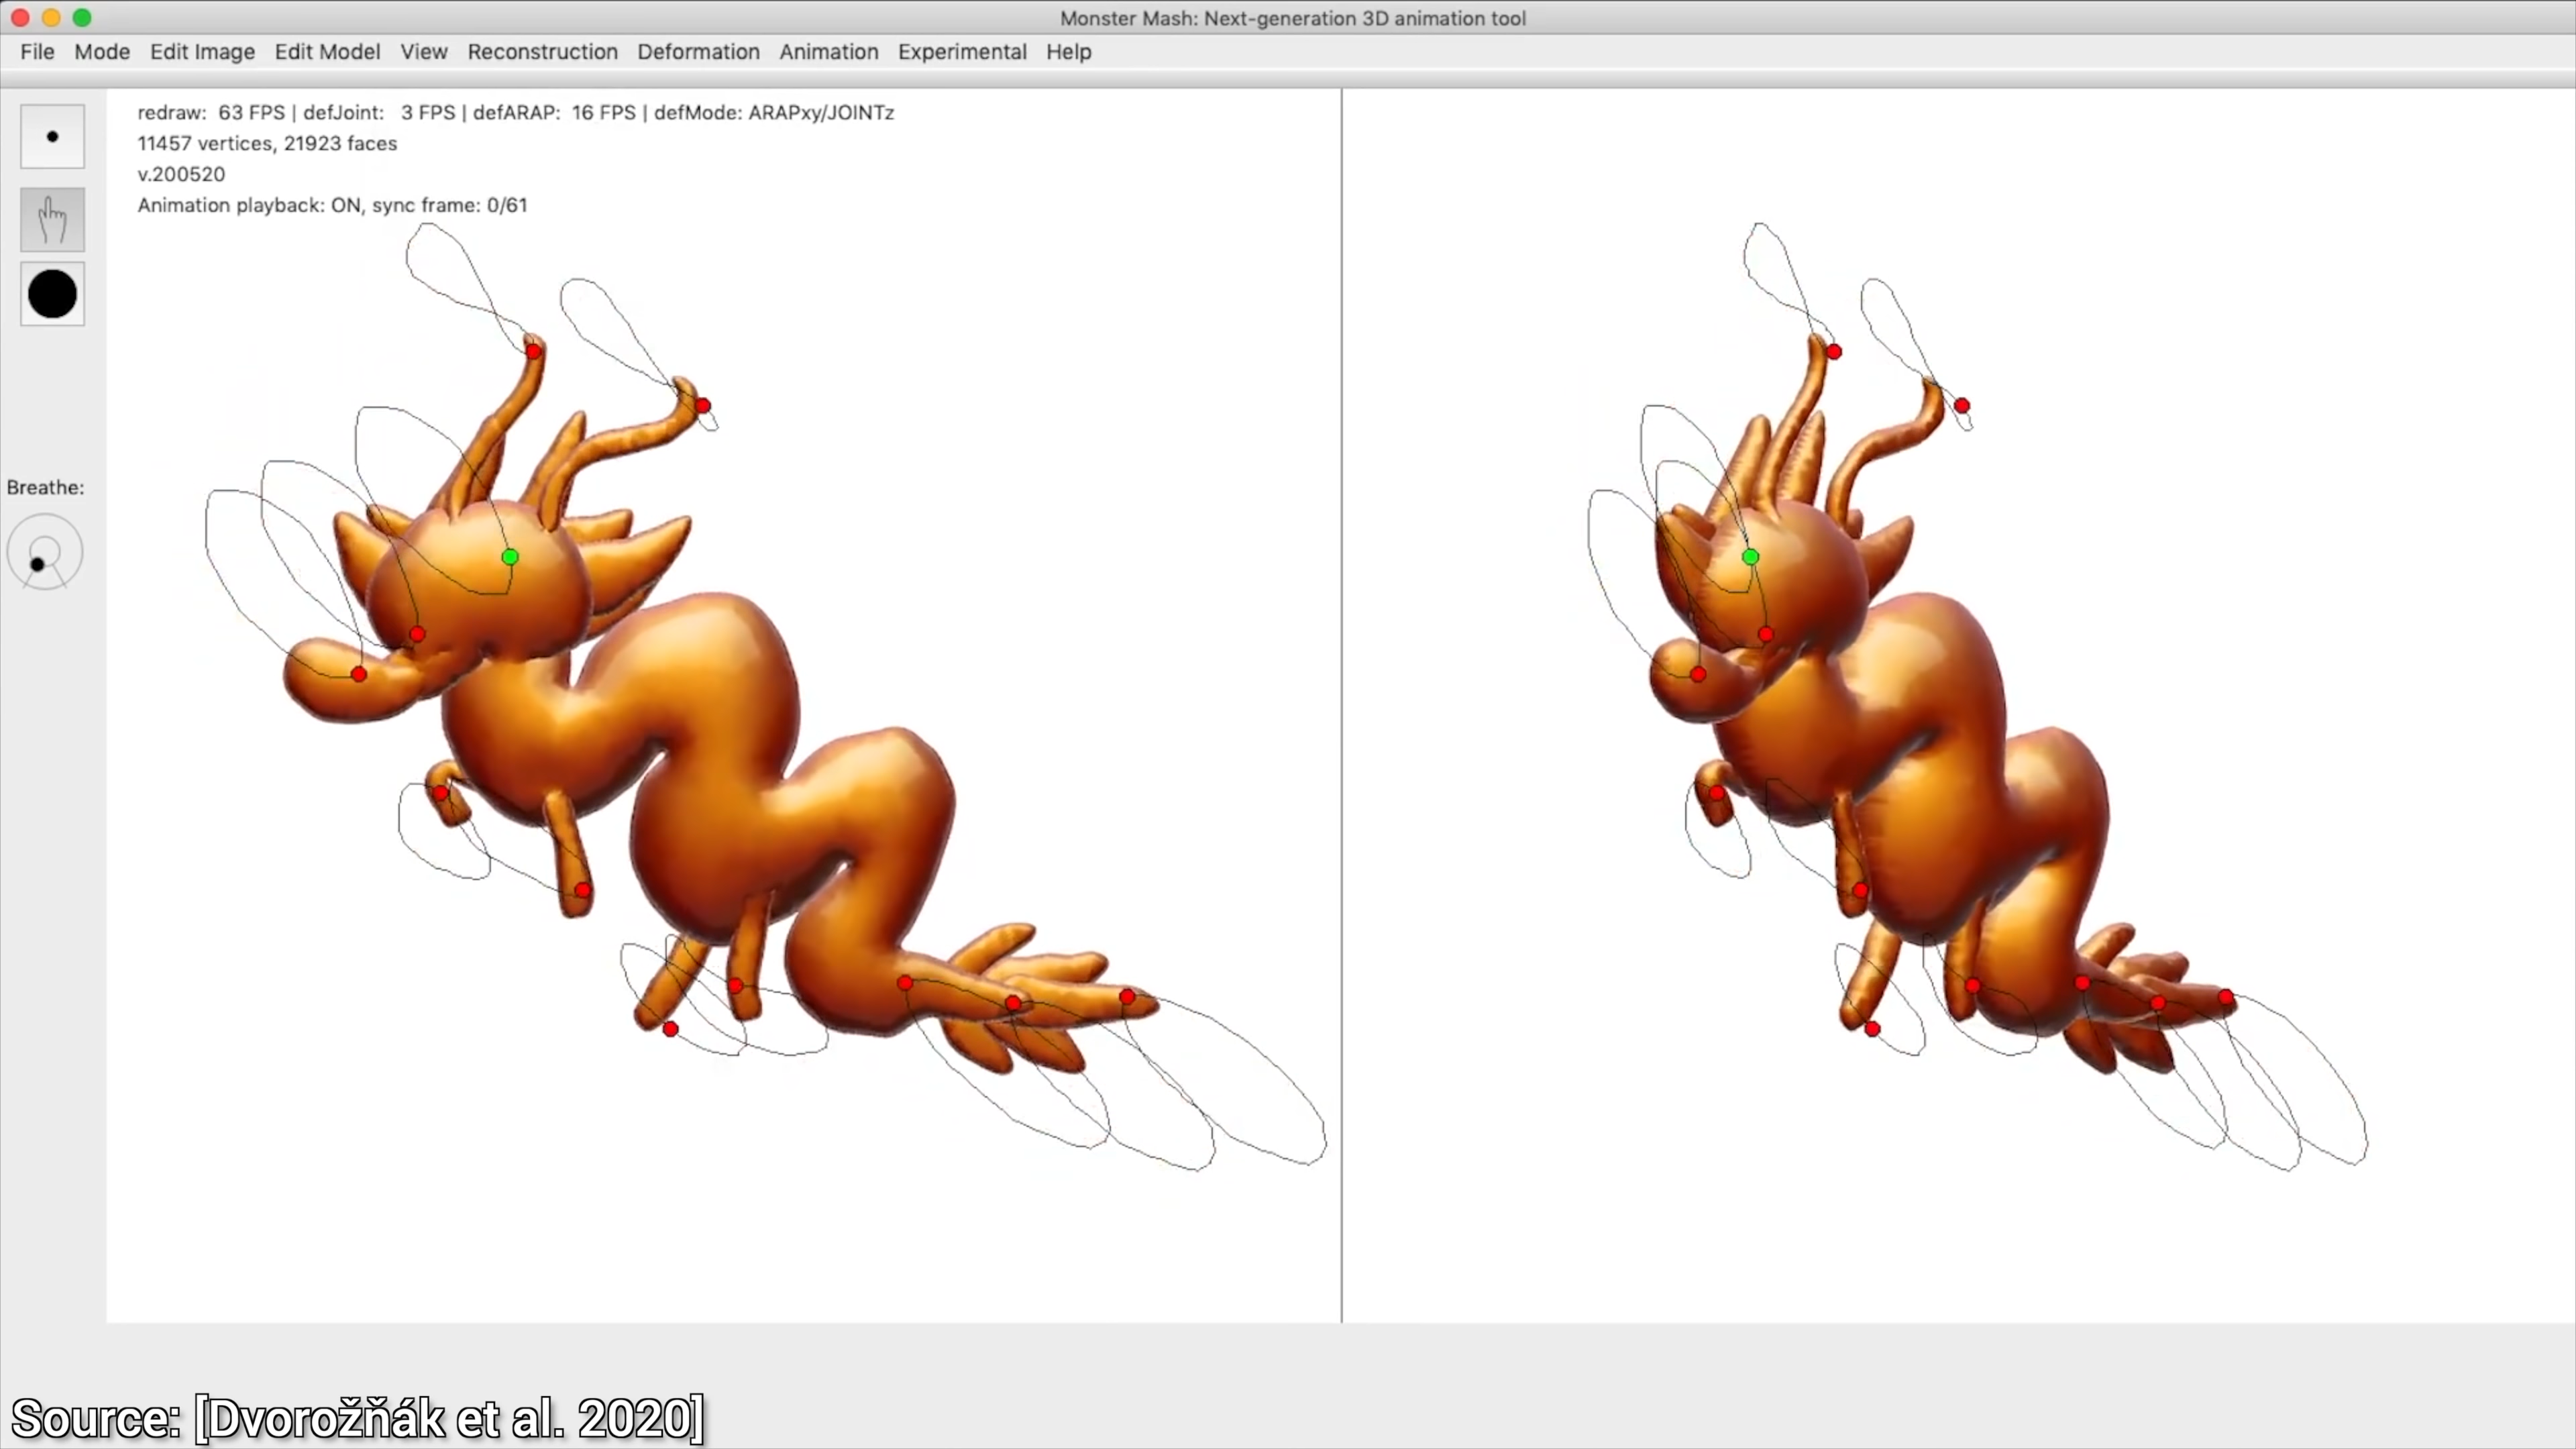 Monster Mash: Next-generation 3D animation tool
File Mode Edit Image Edit Model View Reconstruction Deformation Animation Experimental Help
redraw: 63 FPS | defJoint: 3 FPS | defARAP: 16 FPS | defMode: ARAPxy/JOINTz
11457 vertices, 21923 faces
v.200520
Animation playback: ON, sync frame: 0/61
Breathe:
Source: [Dvorožňák et al. 2020]